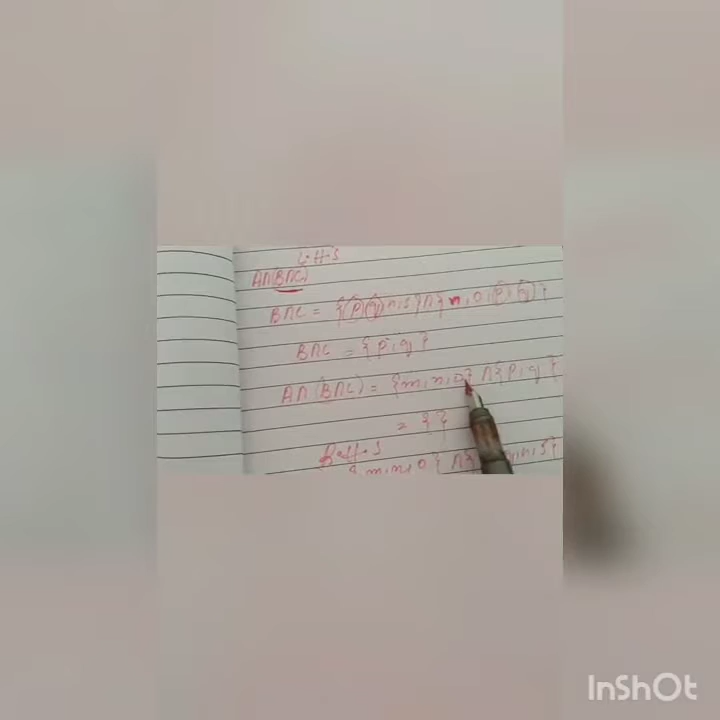 L.H.S
A∩(B∩C)
B∩C = {p,q,r,s}∩{n,o,p,q}
B∩C = {p,q}
A∩(B∩C) = {m,n,o}∩{p,q}
= { }
R.H.S
{m,n,o} ∩ {
InShOt